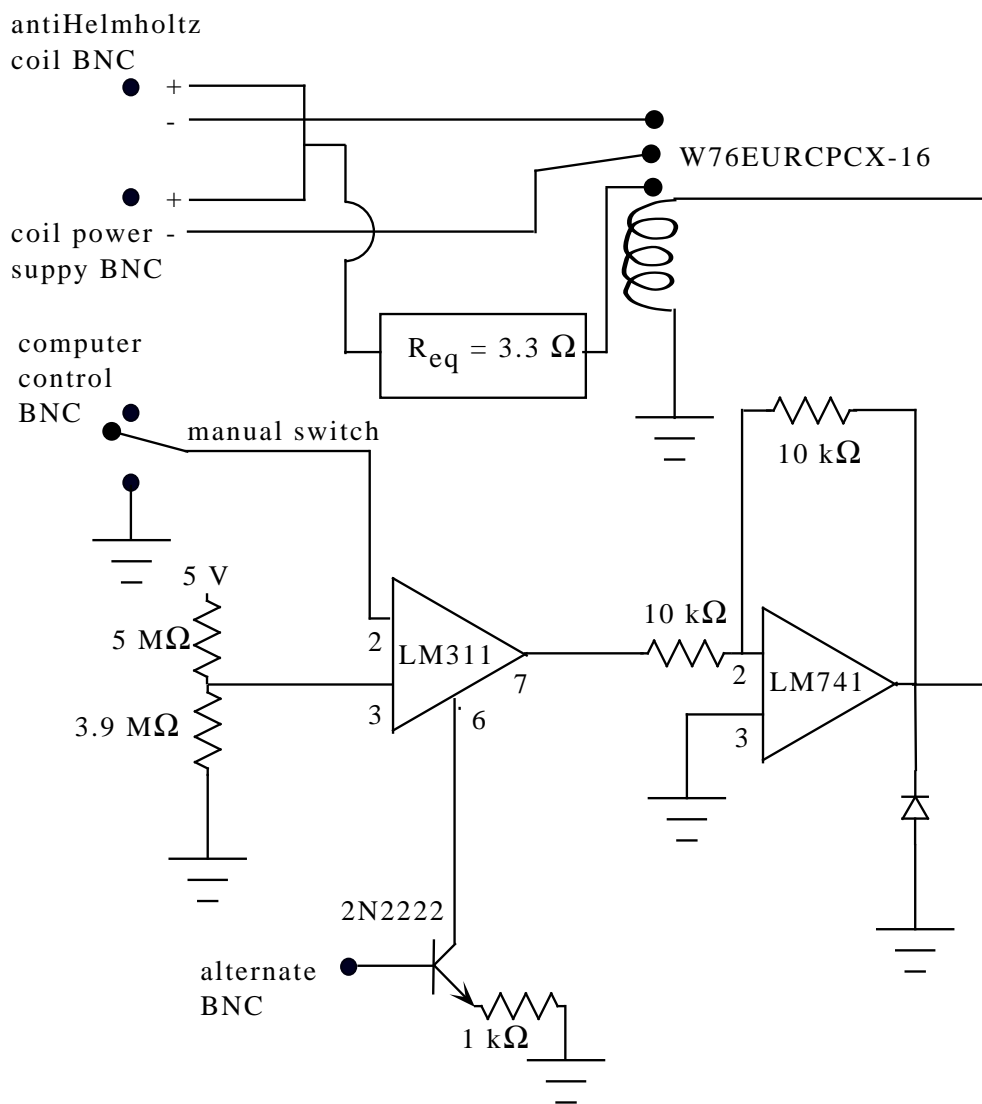 antiHelmholtz
coil BNC
+
-
W76EURCPCX-16
+
coil power -
suppy BNC
R_eq = 3.3 Ω
computer
control
BNC
manual switch
10 kΩ
5 V
5 MΩ
10 kΩ
2
LM311
7
2
LM741
3
6
3
3.9 MΩ
2N2222
alternate
BNC
1 kΩ